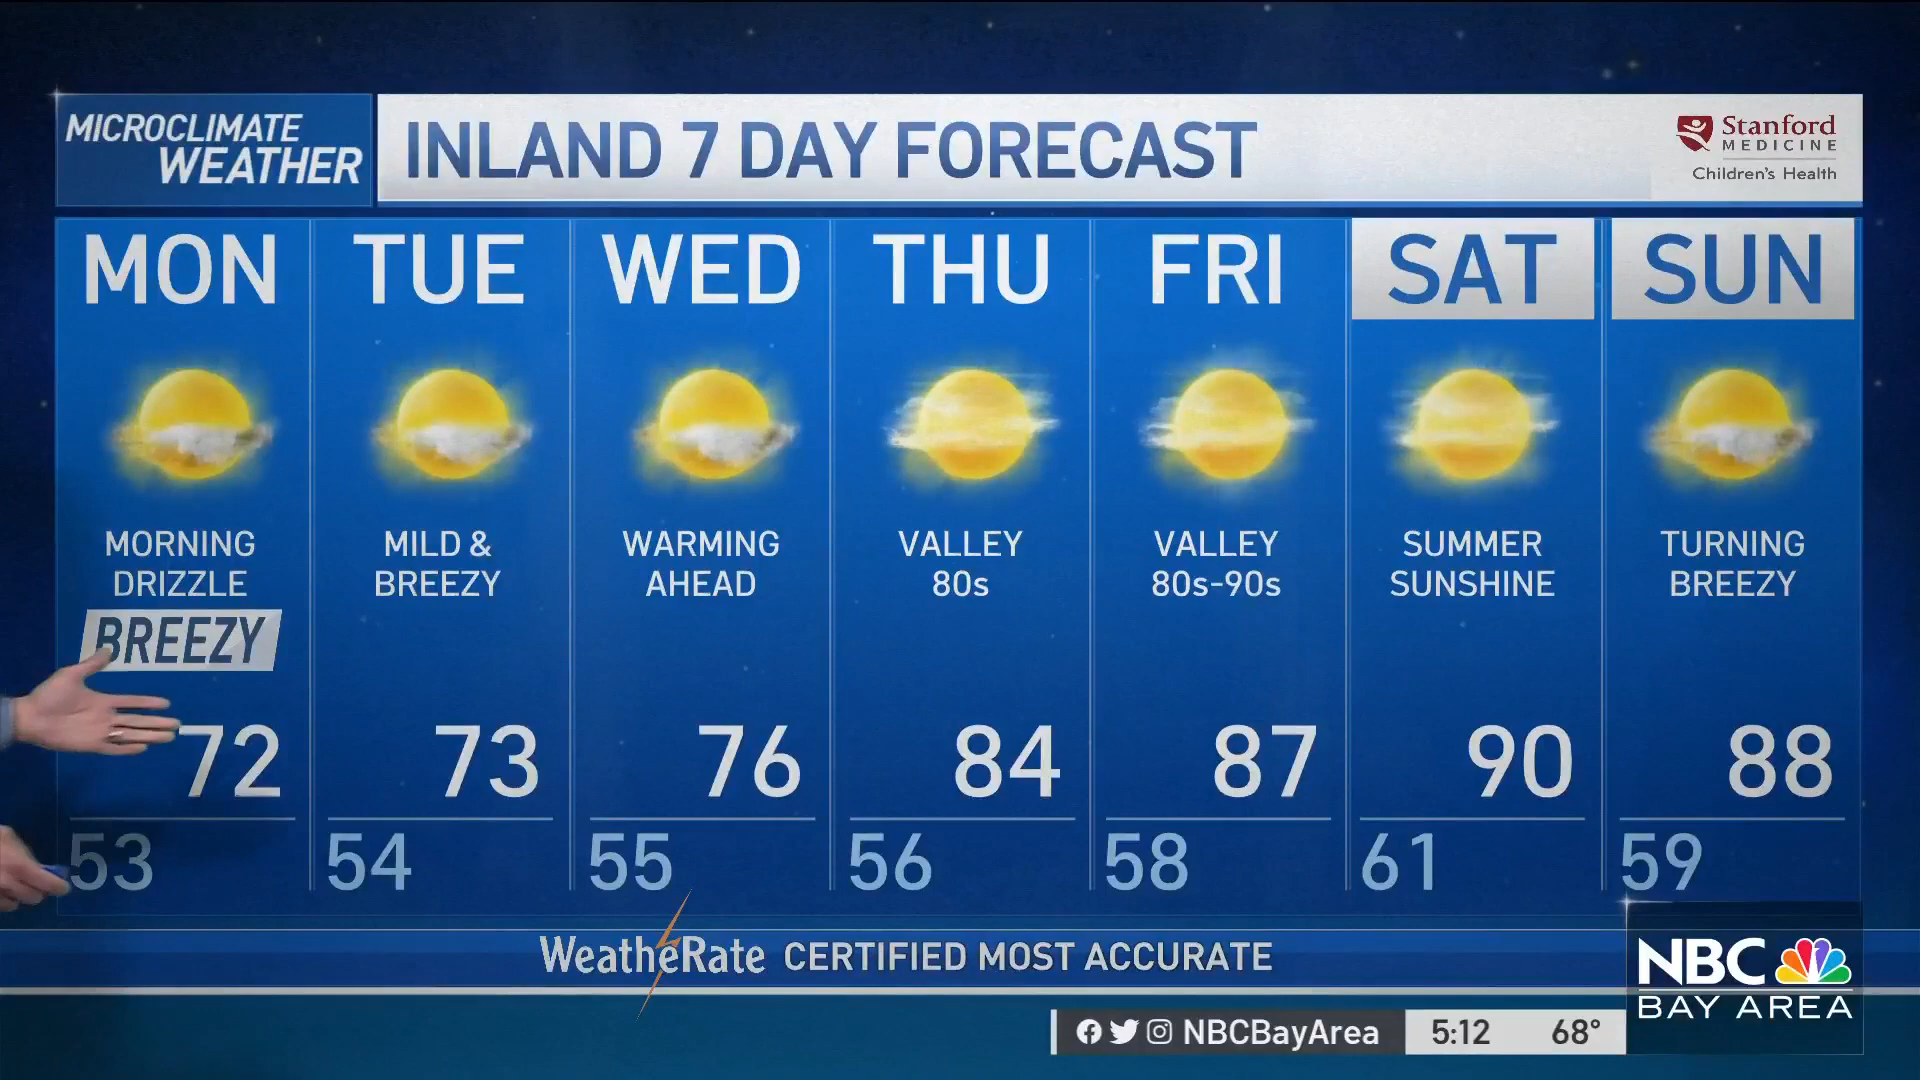 MICROCLIMATE
WEATHER
INLAND 7 DAY FORECAST
Stanford
MEDICINE
Children's Health
MON TUE WED THU FRI SAT SUN
MORNING
DRIZZLE
BREEZY
72
53
MILD &
BREEZY
73
54
WARMING
AHEAD
76
55
VALLEY
80s
84
56
VALLEY
80s-90s
87
58
SUMMER
SUNSHINE
90
61
TURNING
BREEZY
88
59
WeatheRate CERTIFIED MOST ACCURATE
NBC
BAY AREA
NBCBayArea 5:12 68°